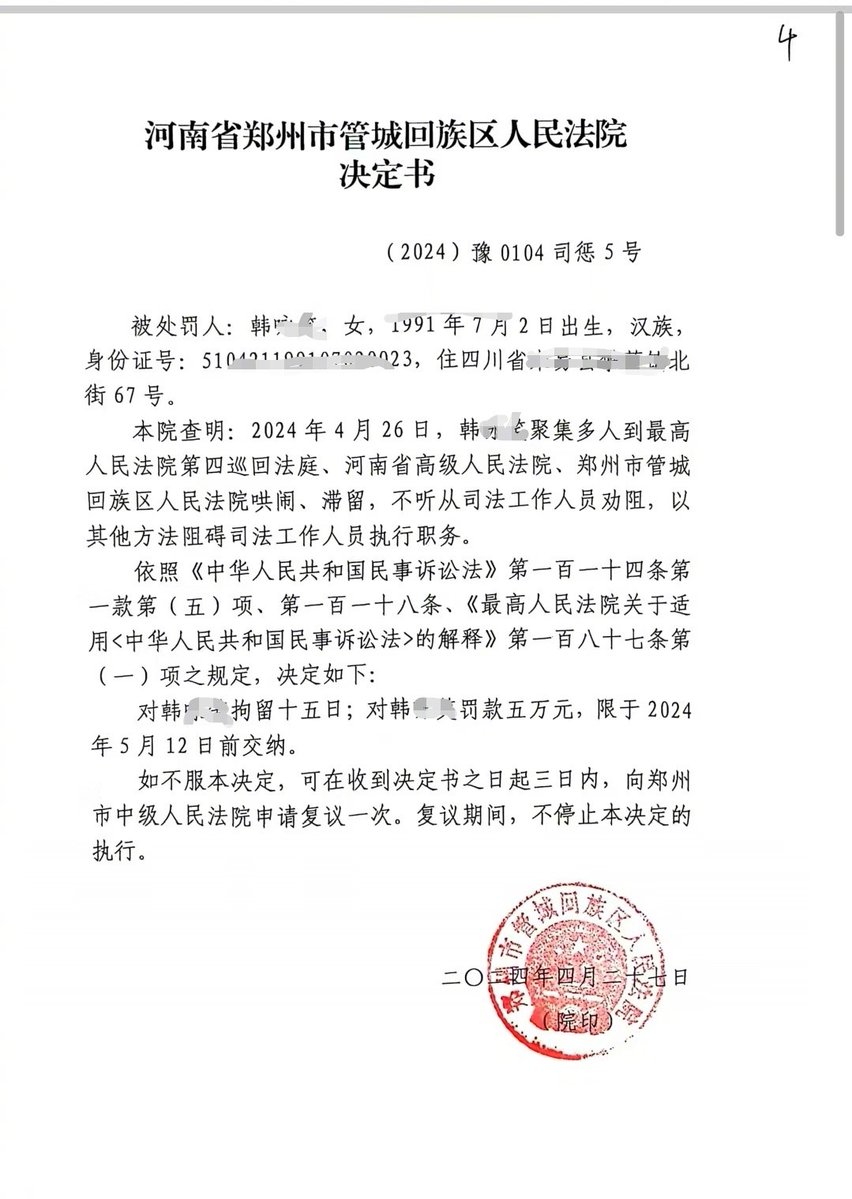 4
河南省郑州市管城回族区人民法院
决定书
（2024）豫 0104 司惩 5 号
被处罚人：韩 、女，1991 年 7 月 2 日出生，汉族，
身份证号：510 23，住四川省 北
街 67 号。
本院查明：2024 年 4 月 26 日，韩 聚集多人到最高
人民法院第四巡回法庭、河南省高级人民法院、郑州市管城
回族区人民法院哄闹、滞留，不听从司法工作人员劝阻，以
其他方法阻碍司法工作人员执行职务。
依照《中华人民共和国民事诉讼法》第一百一十四条第
一款第（五）项、第一百一十八条、《最高人民法院关于适
用<中华人民共和国民事诉讼法>的解释》第一百八十七条第
（一）项之规定，决定如下：
对韩 拘留十五日；对韩 罚款五万元，限于 2024
年 5 月 12 日前交纳。
如不服本决定，可在收到决定书之日起三日内，向郑州
市中级人民法院申请复议一次。复议期间，不停止本决定的
执行。
郑州市管城回族区人民法院
二〇二四年四月二十七日
（院印）